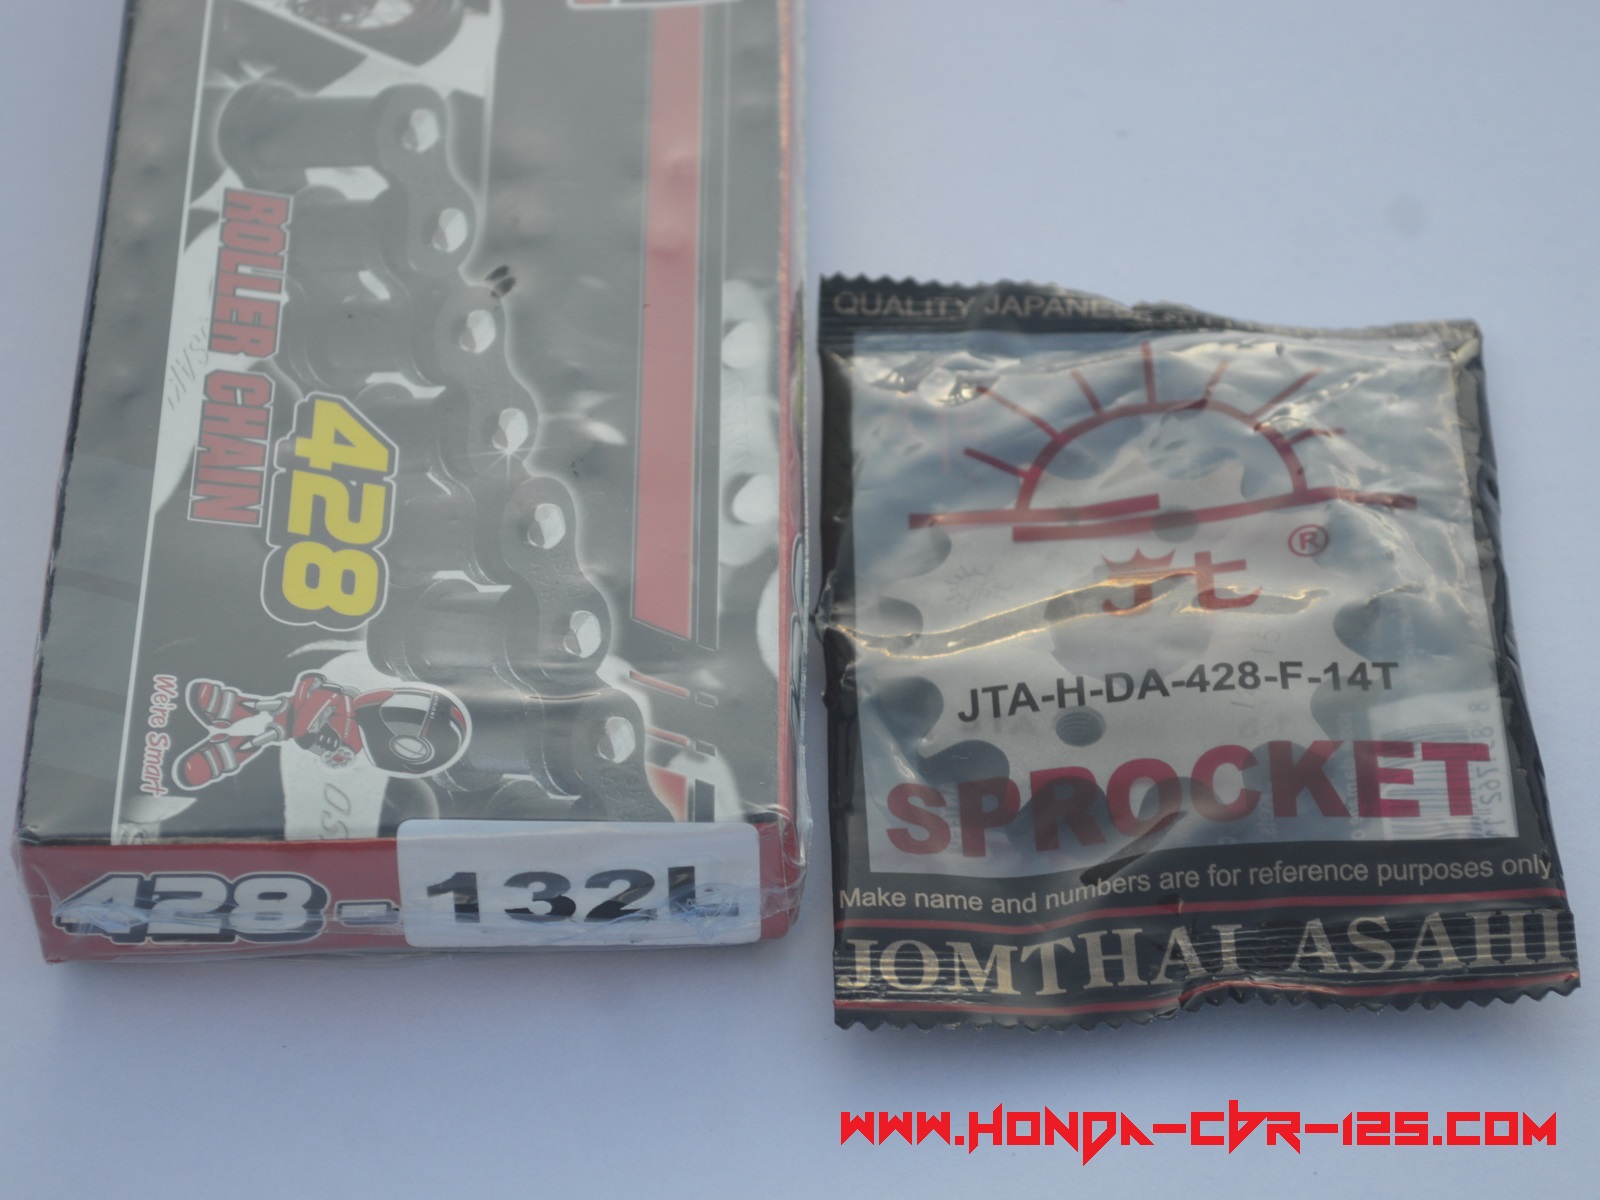 ROLLER CHAIN
428
We're Smart
428-132L
QUALITY JAPANESE
Jt ®
JTA-H-DA-428-F-14T
SPROCKET
Make name and numbers are for reference purposes only
JOMTHAI ASAHI
www.HONDA-CBR-125.COM